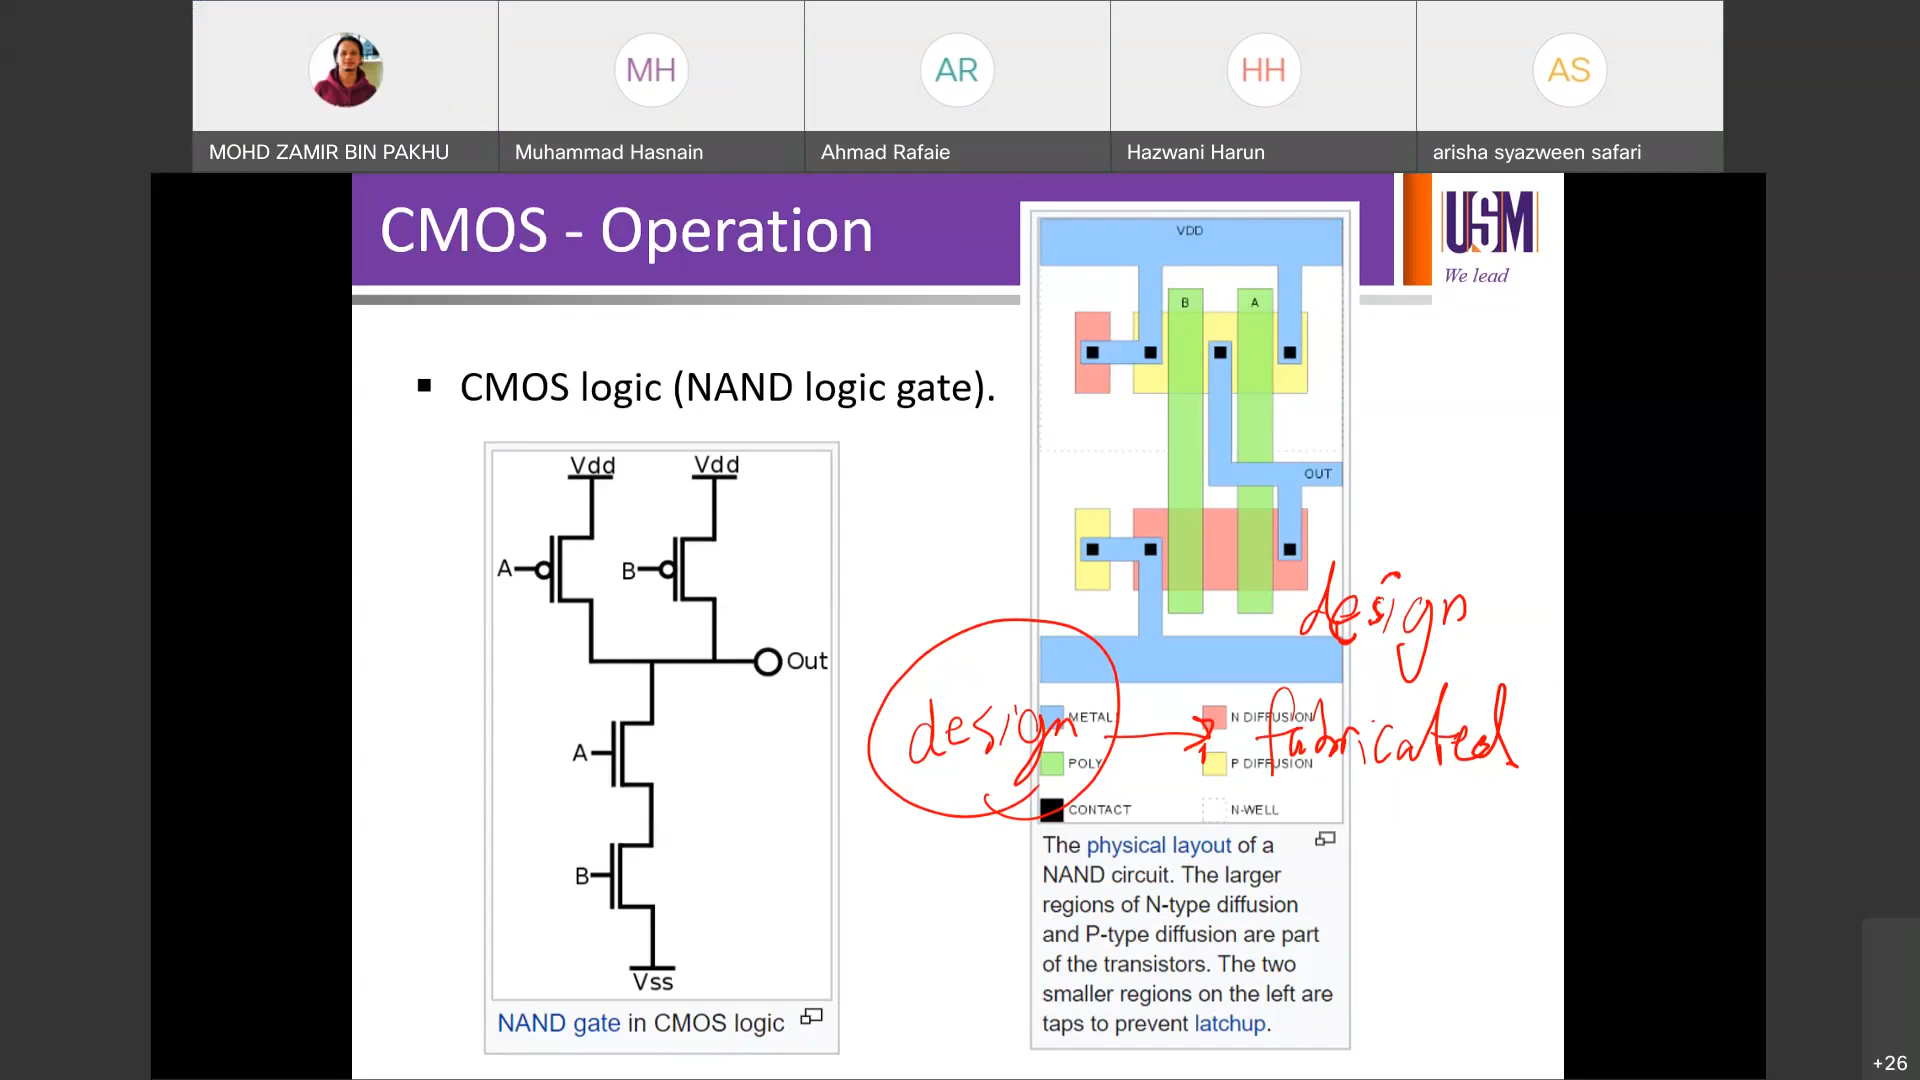 MH
AR
HH
AS
MOHD ZAMIR BIN PAKHU
Muhammad Hasnain
Ahmad Rafaie
Hazwani Harun
arisha syazween safari
CMOS - Operation
USM
We lead
▪ CMOS logic (NAND logic gate).
Vdd
Vdd
A
B
Out
A
B
Vss
NAND gate in CMOS logic
VDD
B
A
OUT
design
design
fabricated
METAL
N DIFFUSION
POLY
P DIFFUSION
CONTACT
N-WELL
The physical layout of a
NAND circuit. The larger
regions of N-type diffusion
and P-type diffusion are part
of the transistors. The two
smaller regions on the left are
taps to prevent latchup.
+26